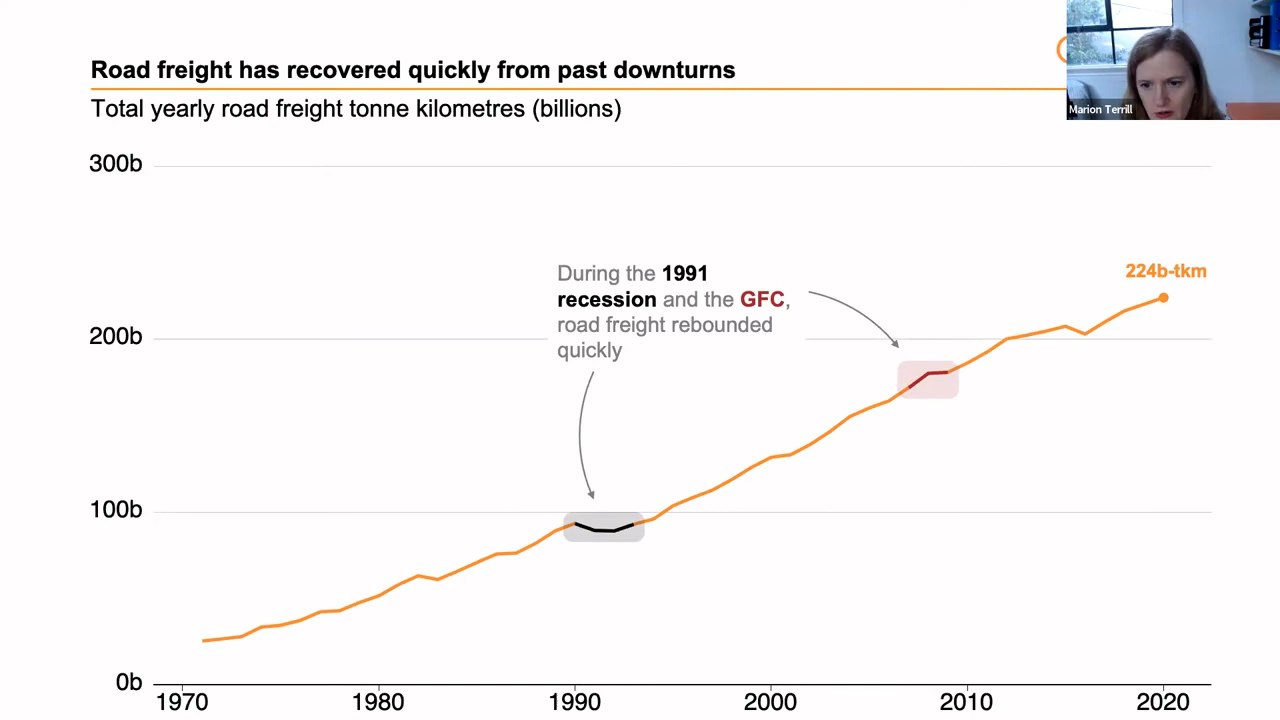 Road freight has recovered quickly from past downturns
Total yearly road freight tonne kilometres (billions)
Marion Terrill
300b
224b-tkm
During the 1991
recession and the GFC,
road freight rebounded
quickly
200b
100b
0b
1970
1980
1990
2000
2010
2020